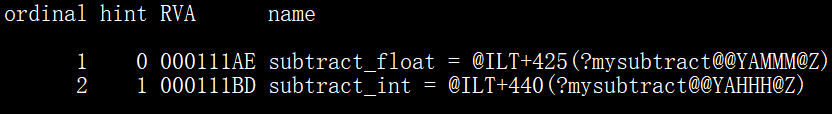 ordinal hint RVA      name
1    0 000111AE subtract_float = @ILT+425(?mysubtract@@YAMMM@Z)
2    1 000111BD subtract_int = @ILT+440(?mysubtract@@YAHHH@Z)